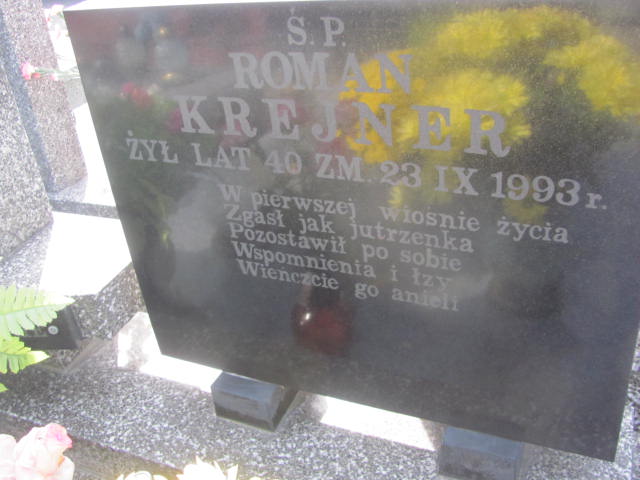 Ś.P.
ROMAN
KREJNER
ŻYŁ LAT 40 ZM. 23 IX 1993 r.
W pierwszej wiosnie życia
Zgasł jak jutrzenka
Pozostawił po sobie
Wspomnienia i łzy
Wieńczcie go anieli